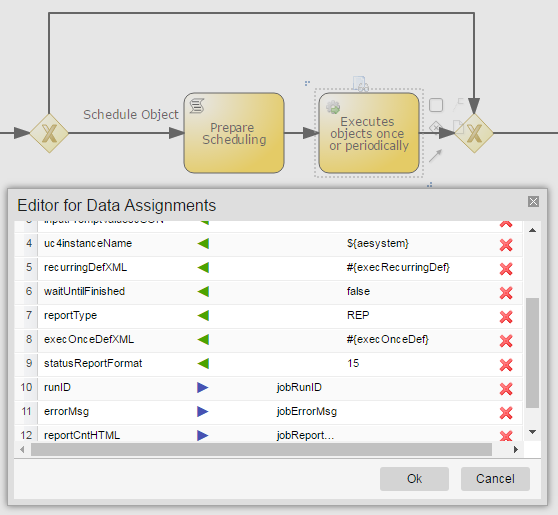 Schedule Object
Prepare
Scheduling
Executes
objects once
or periodically
Editor for Data Assignments
4 uc4instanceName ${aesystem}
5 recurringDefXML #{execRecurringDef}
6 waitUntilFinished false
7 reportType REP
8 execOnceDefXML #{execOnceDef}
9 statusReportFormat 15
10 runID jobRunID
11 errorMsg jobErrorMsg
12 reportCntHTML jobReport...
Ok Cancel